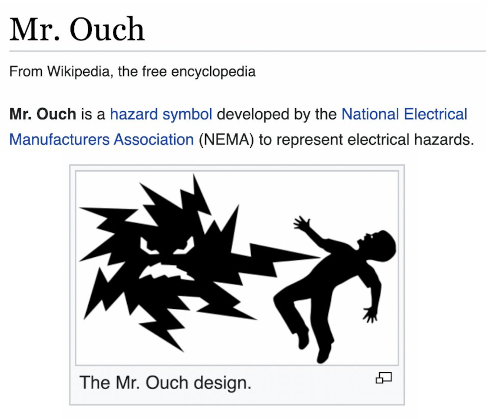 Mr. Ouch
From Wikipedia, the free encyclopedia
Mr. Ouch is a hazard symbol developed by the National Electrical
Manufacturers Association (NEMA) to represent electrical hazards.
The Mr. Ouch design.